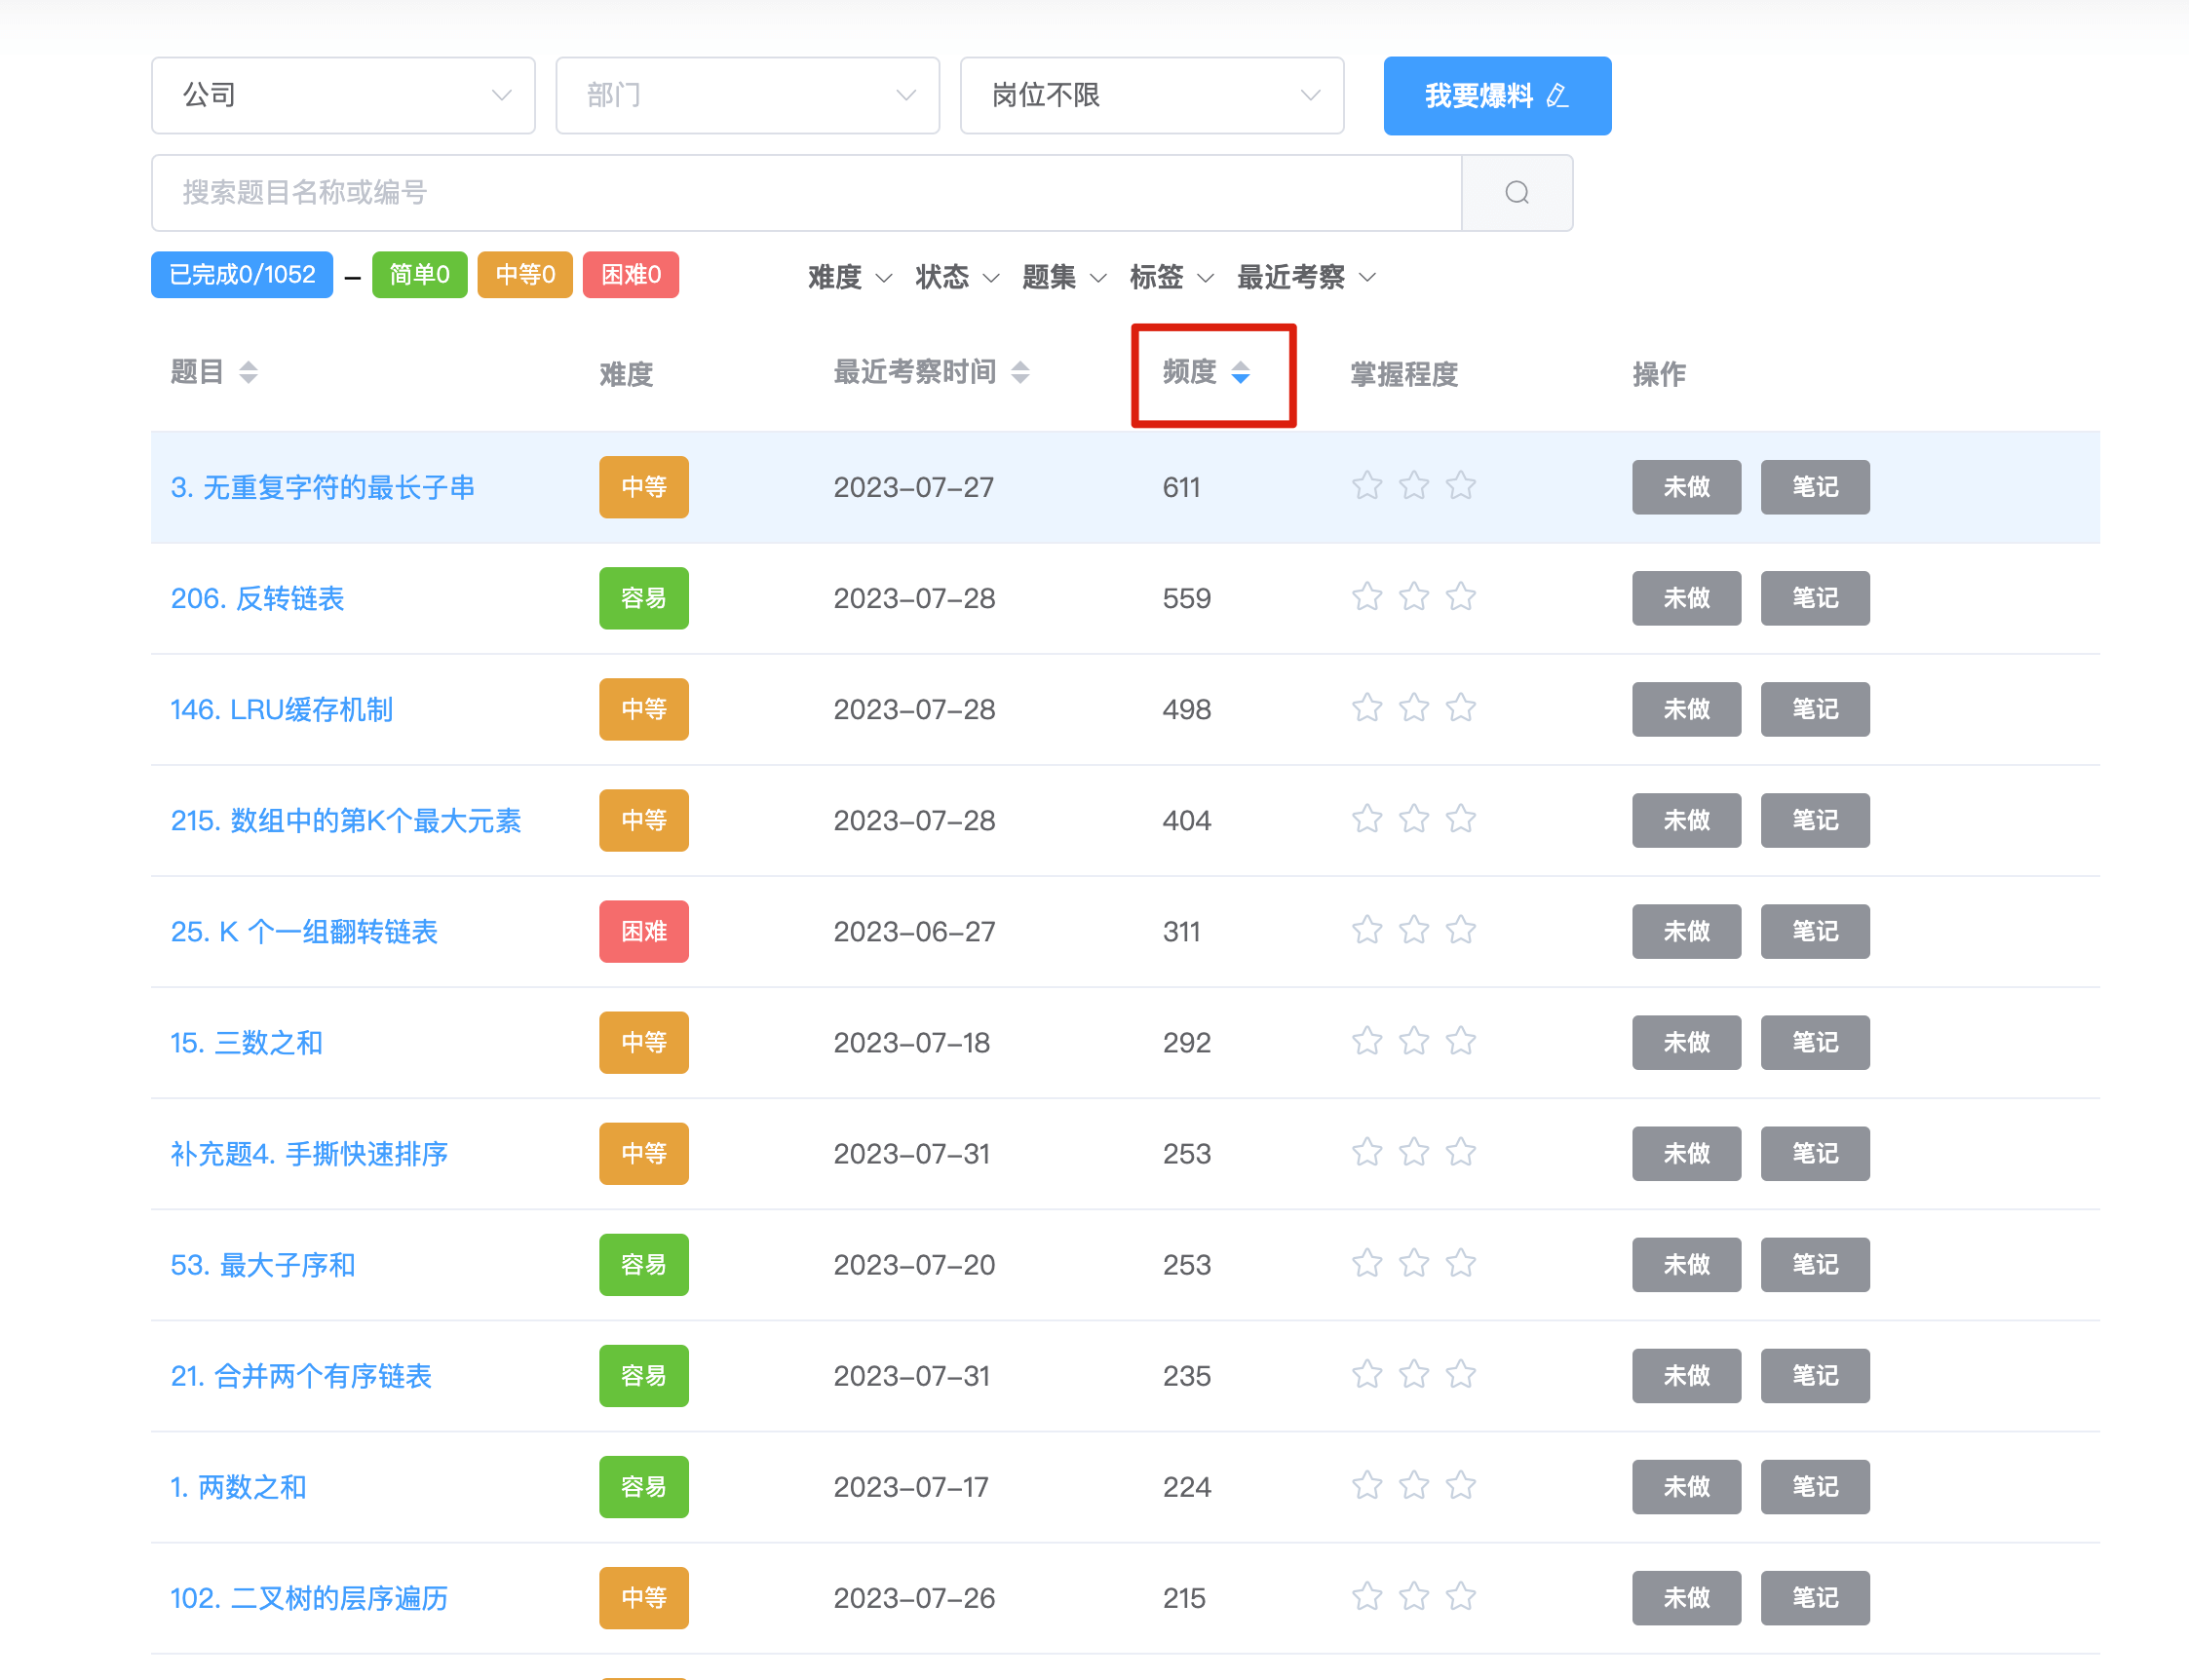 公司 部门 岗位不限 我要爆料
搜索题目名称或编号
已完成0/1052 – 简单0 中等0 困难0 难度 状态 题集 标签 最近考察
题目 难度 最近考察时间 频度 掌握程度 操作
3. 无重复字符的最长子串 中等 2023-07-27 611 未做 笔记
206. 反转链表 容易 2023-07-28 559 未做 笔记
146. LRU缓存机制 中等 2023-07-28 498 未做 笔记
215. 数组中的第K个最大元素 中等 2023-07-28 404 未做 笔记
25. K 个一组翻转链表 困难 2023-06-27 311 未做 笔记
15. 三数之和 中等 2023-07-18 292 未做 笔记
补充题4. 手撕快速排序 中等 2023-07-31 253 未做 笔记
53. 最大子序和 容易 2023-07-20 253 未做 笔记
21. 合并两个有序链表 容易 2023-07-31 235 未做 笔记
1. 两数之和 容易 2023-07-17 224 未做 笔记
102. 二叉树的层序遍历 中等 2023-07-26 215 未做 笔记